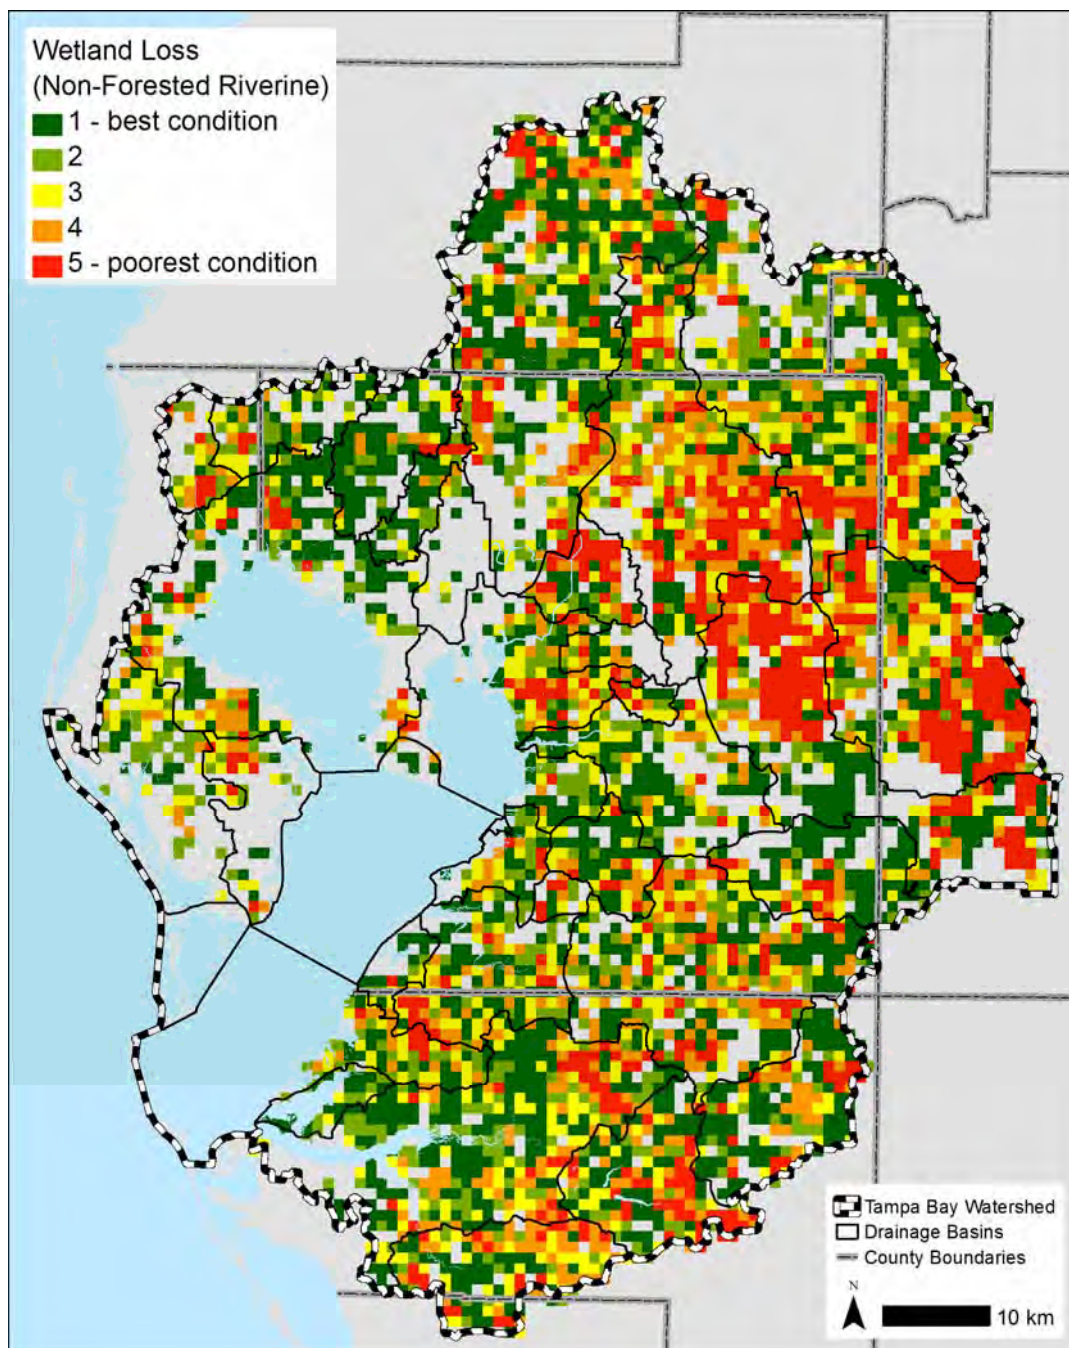 Wetland Loss
(Non-Forested Riverine)
1 - best condition
2
3
4
5 - poorest condition
Tampa Bay Watershed
Drainage Basins
County Boundaries
N
10 km